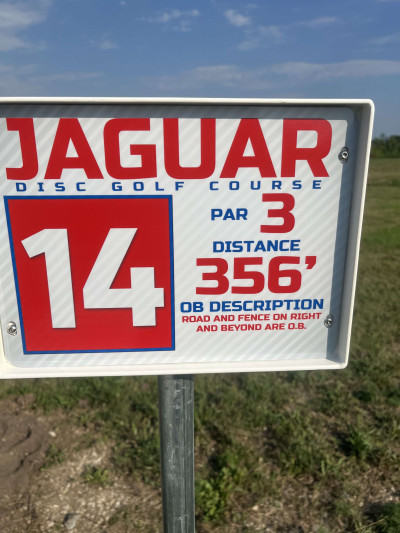 JAGUAR
DISC GOLF COURSE
14
PAR 3
DISTANCE
356'
OB DESCRIPTION
ROAD AND FENCE ON RIGHT
AND BEYOND ARE O.B.